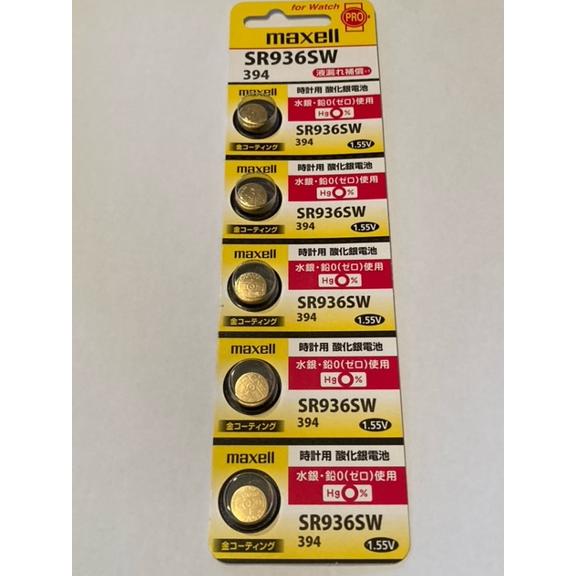 for Watch
PRO
maxell
SR936SW
394
液漏れ補償
maxell
時計用 酸化銀電池
水銀・鉛0(ゼロ)使用
Hg 0%
SR936SW
394
1.55V
金コーティング
maxell
時計用 酸化銀電池
水銀・鉛0(ゼロ)使用
Hg 0%
SR936SW
394
1.55V
金コーティング
maxell
時計用 酸化銀電池
水銀・鉛0(ゼロ)使用
Hg 0%
SR936SW
394
1.55V
金コーティング
maxell
時計用 酸化銀電池
水銀・鉛0(ゼロ)使用
Hg 0%
SR936SW
394
1.55V
金コーティング
maxell
時計用 酸化銀電池
水銀・鉛0(ゼロ)使用
Hg 0%
SR936SW
394
1.55V
金コーティング